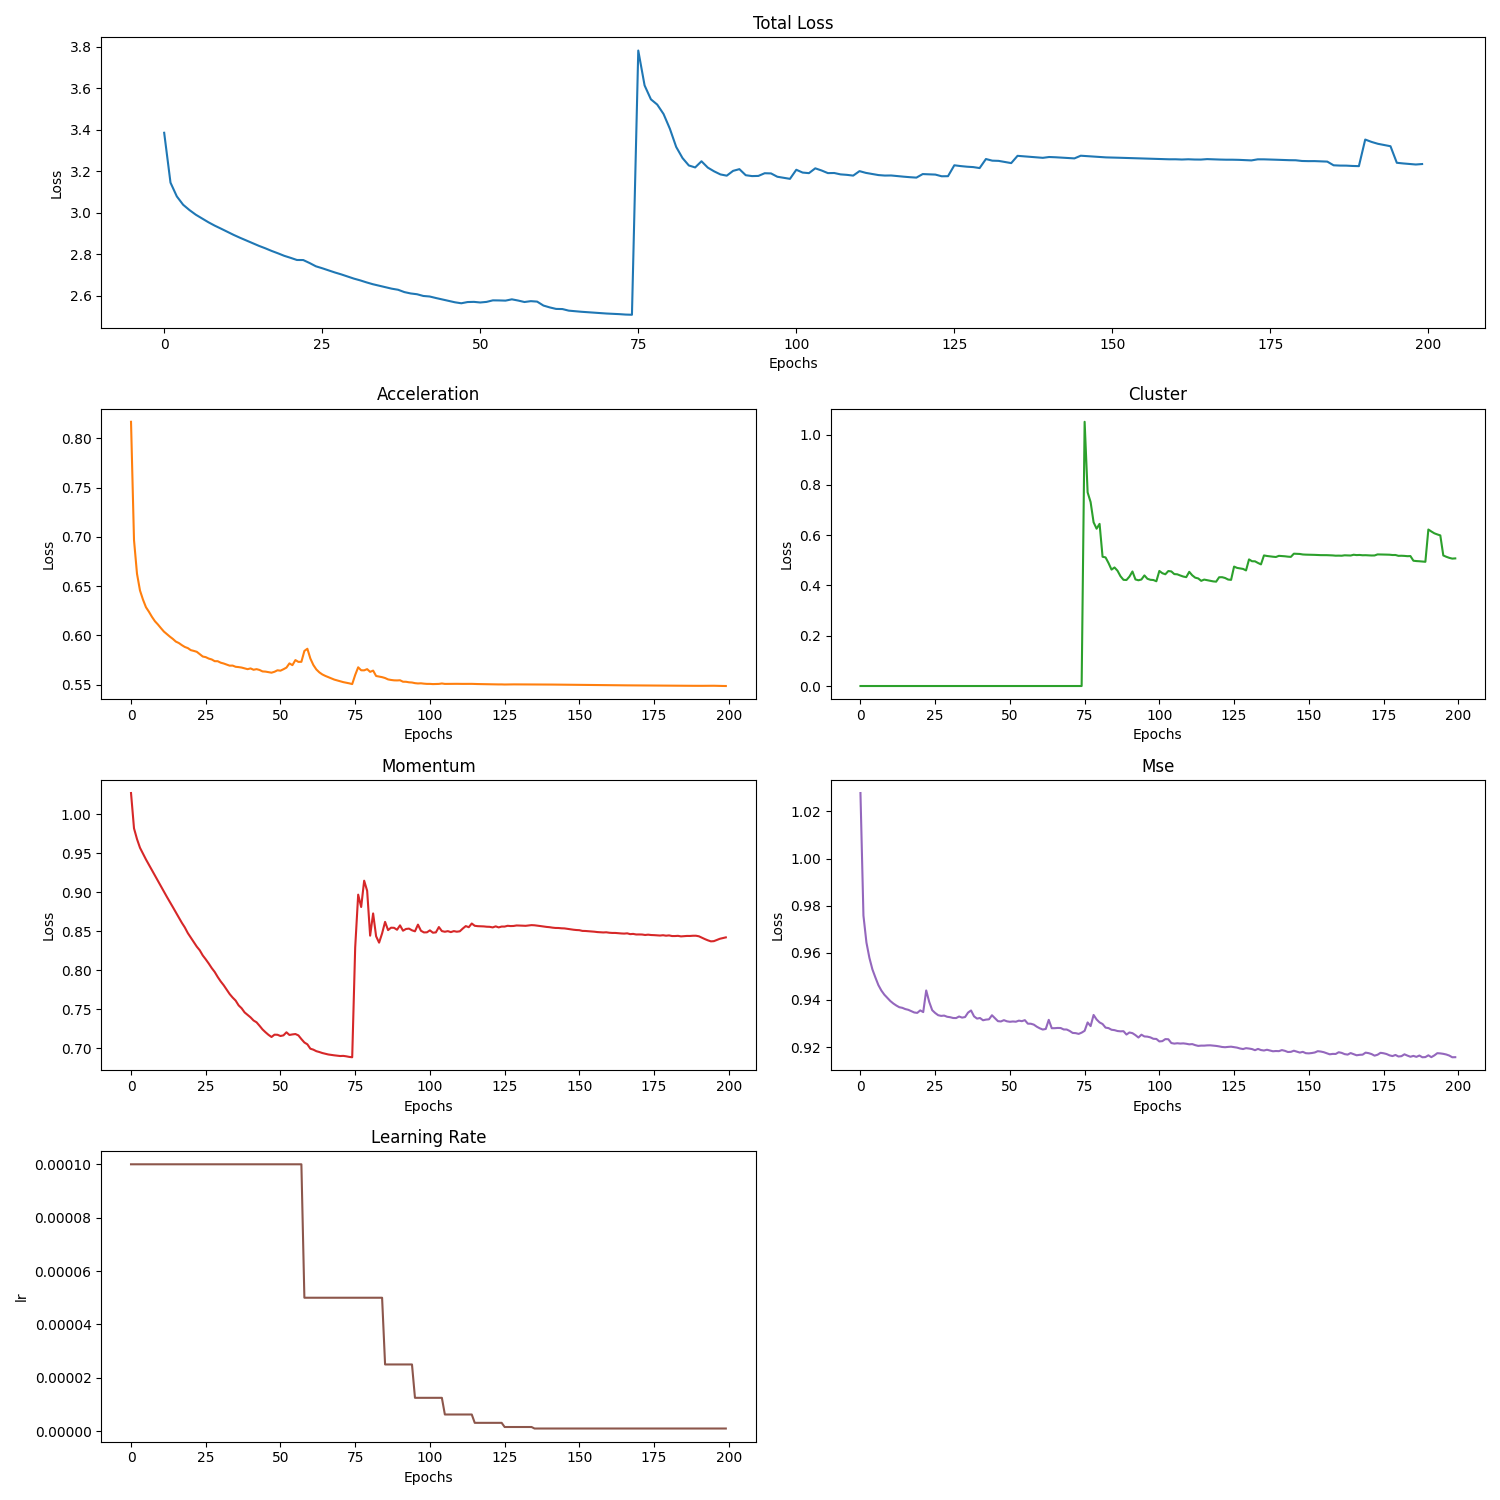 Total Loss
3.8
3.6
3.4
3.2
3.0
2.8
2.6
Loss
0 25 50 75 100 125 150 175 200
Epochs
Acceleration
0.80
0.75
0.70
0.65
0.60
0.55
Loss
0 25 50 75 100 125 150 175 200
Epochs
Cluster
1.0
0.8
0.6
0.4
0.2
0.0
Loss
0 25 50 75 100 125 150 175 200
Epochs
Momentum
1.00
0.95
0.90
0.85
0.80
0.75
0.70
Loss
0 25 50 75 100 125 150 175 200
Epochs
Mse
1.02
1.00
0.98
0.96
0.94
0.92
Loss
0 25 50 75 100 125 150 175 200
Epochs
Learning Rate
0.00010
0.00008
0.00006
0.00004
0.00002
0.00000
lr
0 25 50 75 100 125 150 175 200
Epochs